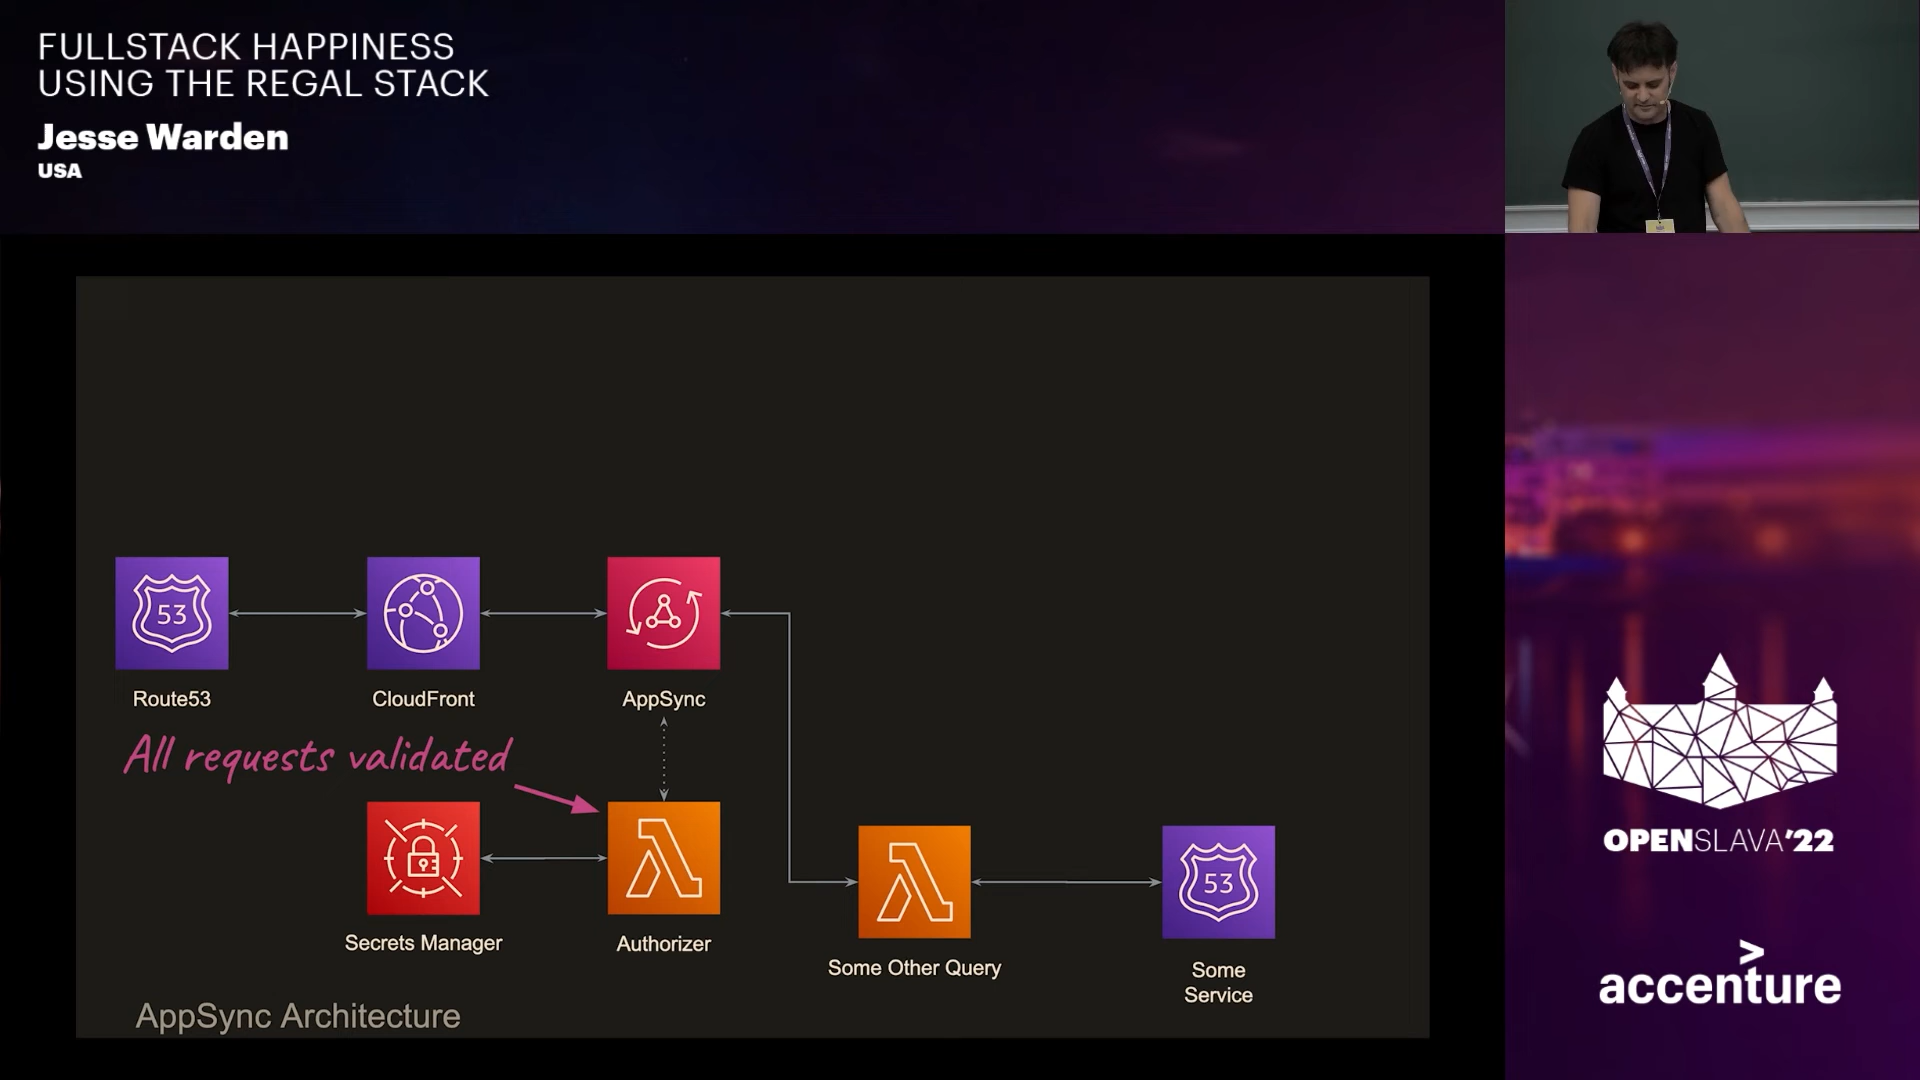 FULLSTACK HAPPINESS
USING THE REGAL STACK
Jesse Warden
USA
53
Route53
CloudFront
AppSync
All requests validated
Secrets Manager
Authorizer
Some Other Query
53
Some
Service
AppSync Architecture
OPENSLAVA'22
accenture